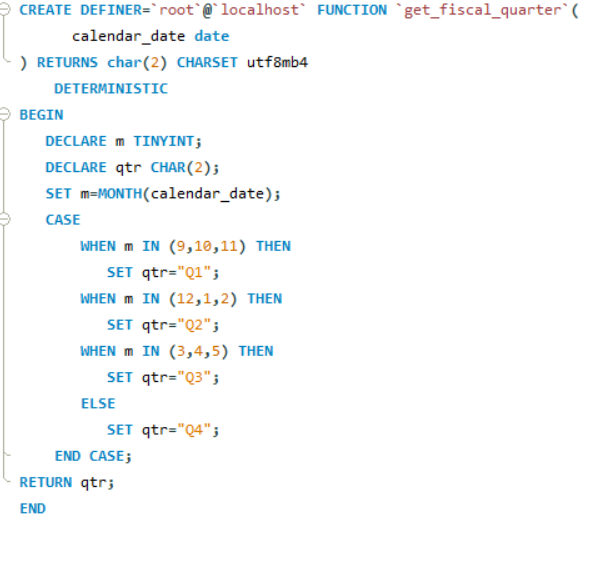 CREATE DEFINER=`root`@`localhost` FUNCTION `get_fiscal_quarter`(
calendar_date date
) RETURNS char(2) CHARSET utf8mb4
DETERMINISTIC
BEGIN
DECLARE m TINYINT;
DECLARE qtr CHAR(2);
SET m=MONTH(calendar_date);
CASE
WHEN m IN (9,10,11) THEN
SET qtr="Q1";
WHEN m IN (12,1,2) THEN
SET qtr="Q2";
WHEN m IN (3,4,5) THEN
SET qtr="Q3";
ELSE
SET qtr="Q4";
END CASE;
RETURN qtr;
END